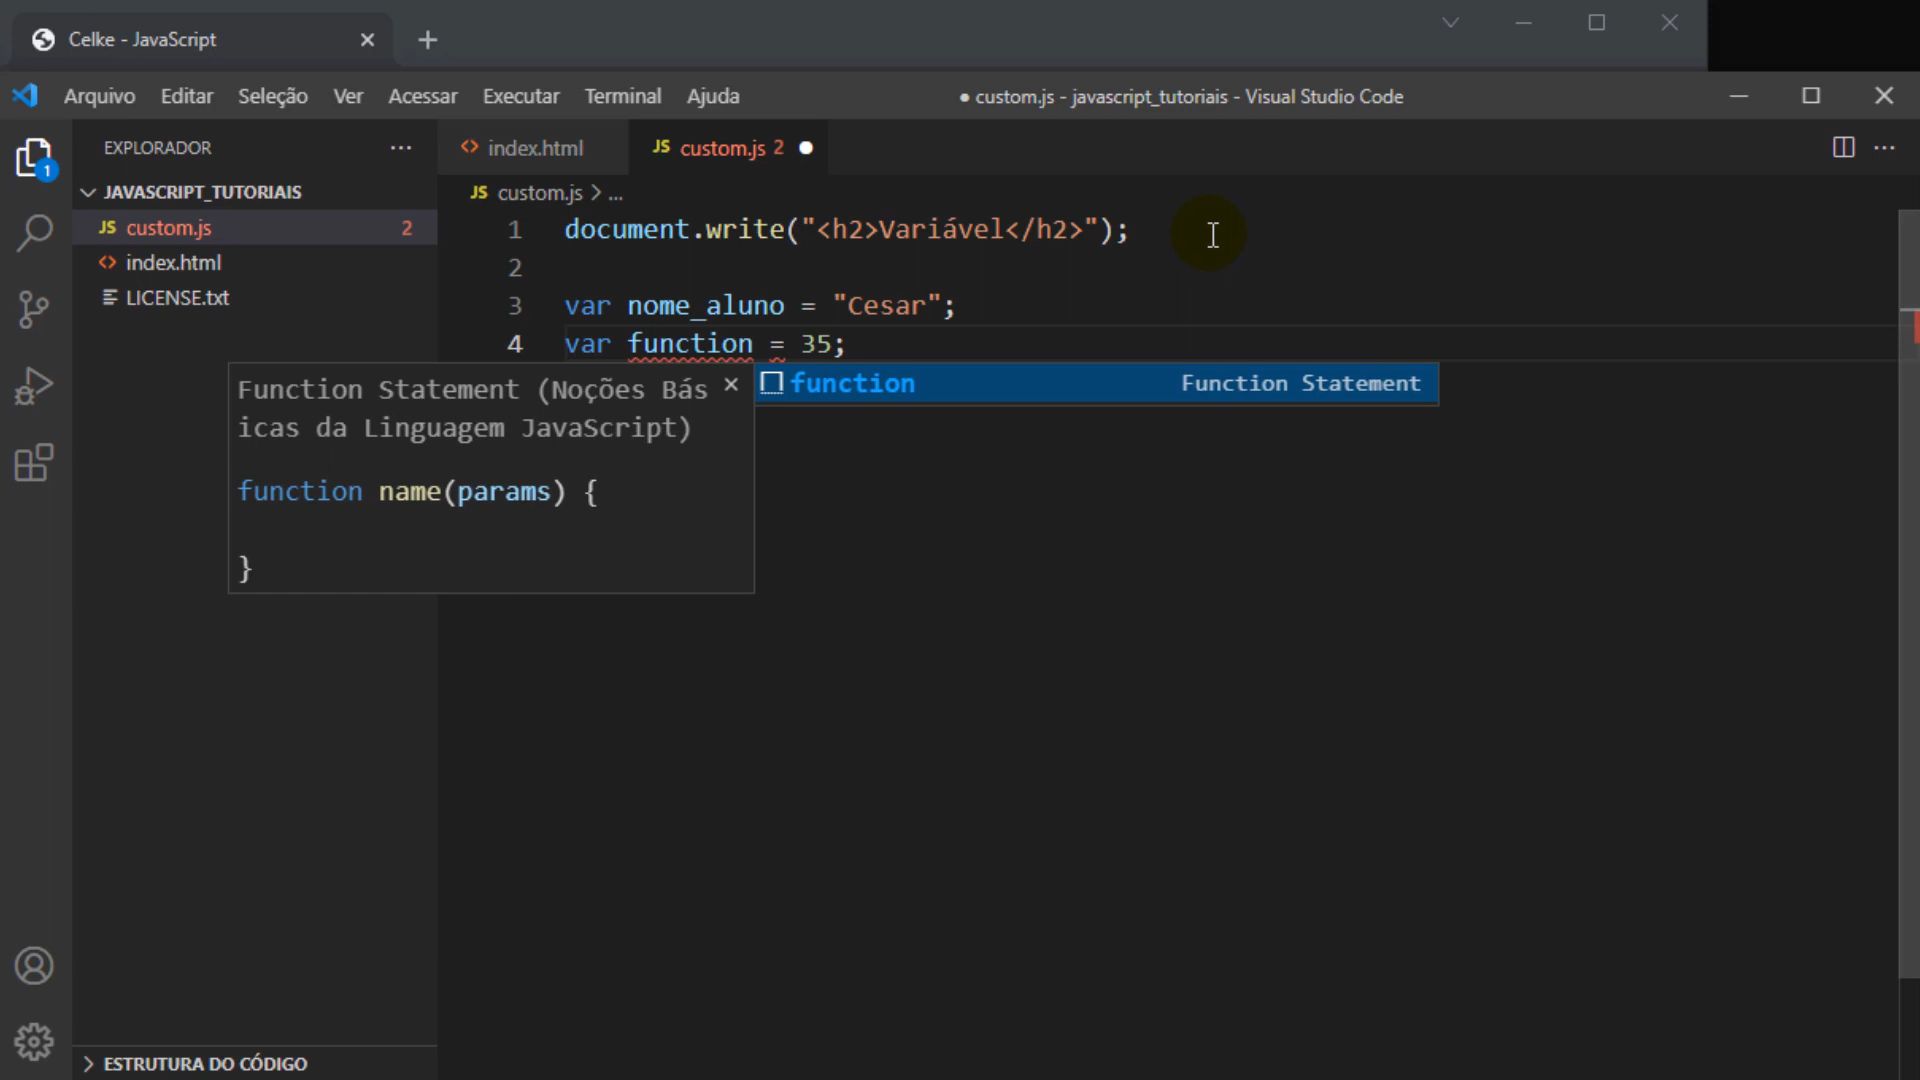 Celke - JavaScript
Arquivo Editar Seleção Ver Acessar Executar Terminal Ajuda
● custom.js - javascript_tutoriais - Visual Studio Code
1
EXPLORADOR ...
JAVASCRIPT_TUTORIAIS
JS custom.js 2
<> index.html
LICENSE.txt
ESTRUTURA DO CÓDIGO
<> index.html
JS custom.js 2 ●
JS custom.js > ...
1 document.write("<h2>Variável</h2>");
2
3 var nome_aluno = "Cesar";
4 var function = 35;
function Function Statement
Function Statement (Noções Bás
icas da Linguagem JavaScript)
function name(params) {
}